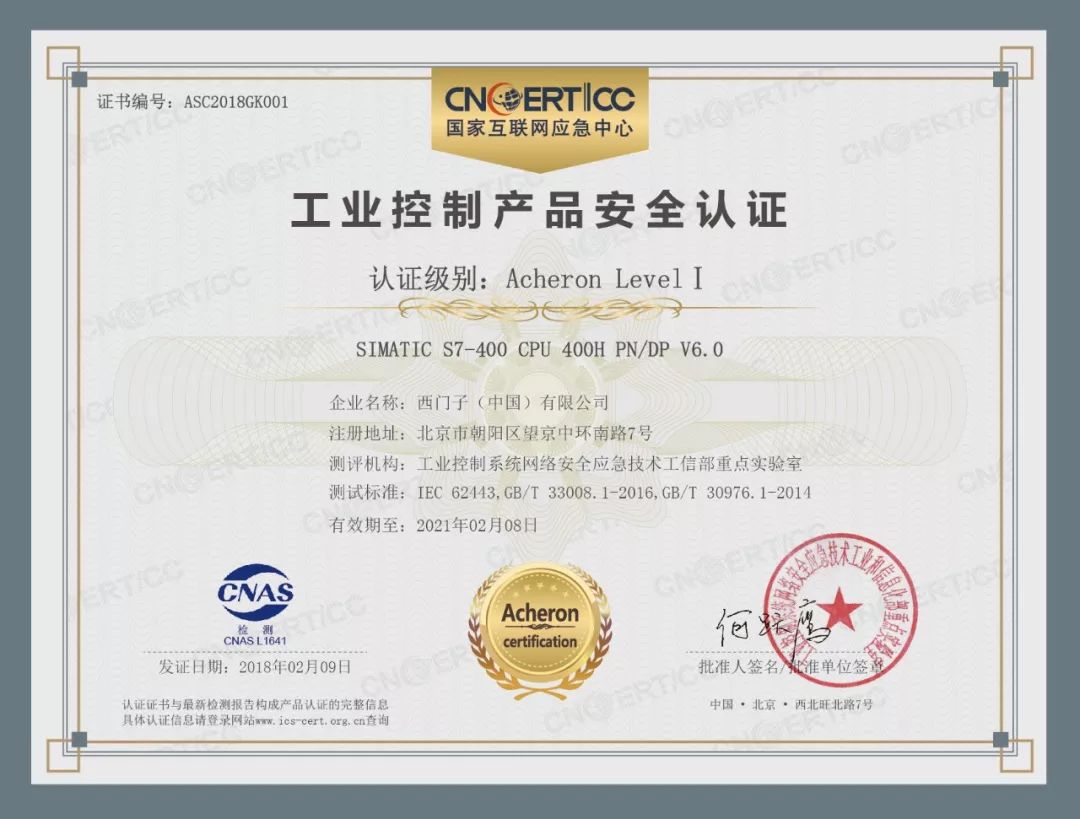 证书编号：ASC2018GK001
CNCERT/CC
国家互联网应急中心
工业控制产品安全认证
认证级别：Acheron LevelⅠ
SIMATIC S7-400 CPU 400H PN/DP V6.0
企业名称：西门子（中国）有限公司
注册地址：北京市朝阳区望京中环南路7号
测评机构：工业控制系统网络安全应急技术工信部重点实验室
测试标准：IEC 62443,GB/T 33008.1-2016,GB/T 30976.1-2014
有效期至：2021年02月08日
CNAS
检 测
CNAS L1641
Acheron
certification
发证日期：2018年02月09日
批准人签名/批准单位签章
认证证书与最新检测报告构成产品认证的完整信息
具体认证信息请登录网站www.ics-cert.org.cn查询
中国·北京·西北旺北路7号